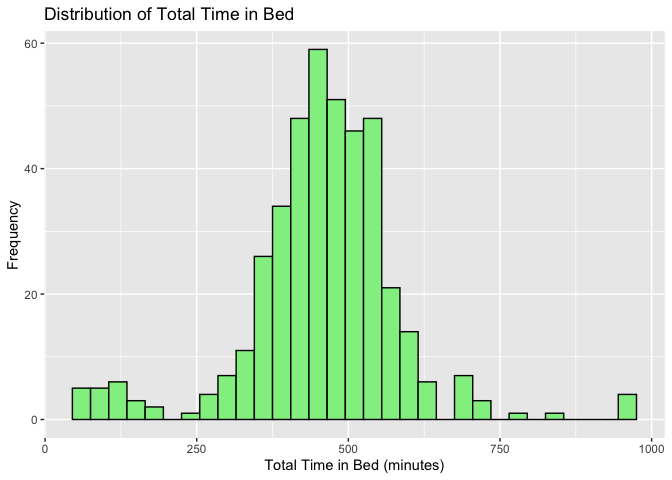 Distribution of Total Time in Bed
60
40
20
0
Frequency
0 250 500 750 1000
Total Time in Bed (minutes)